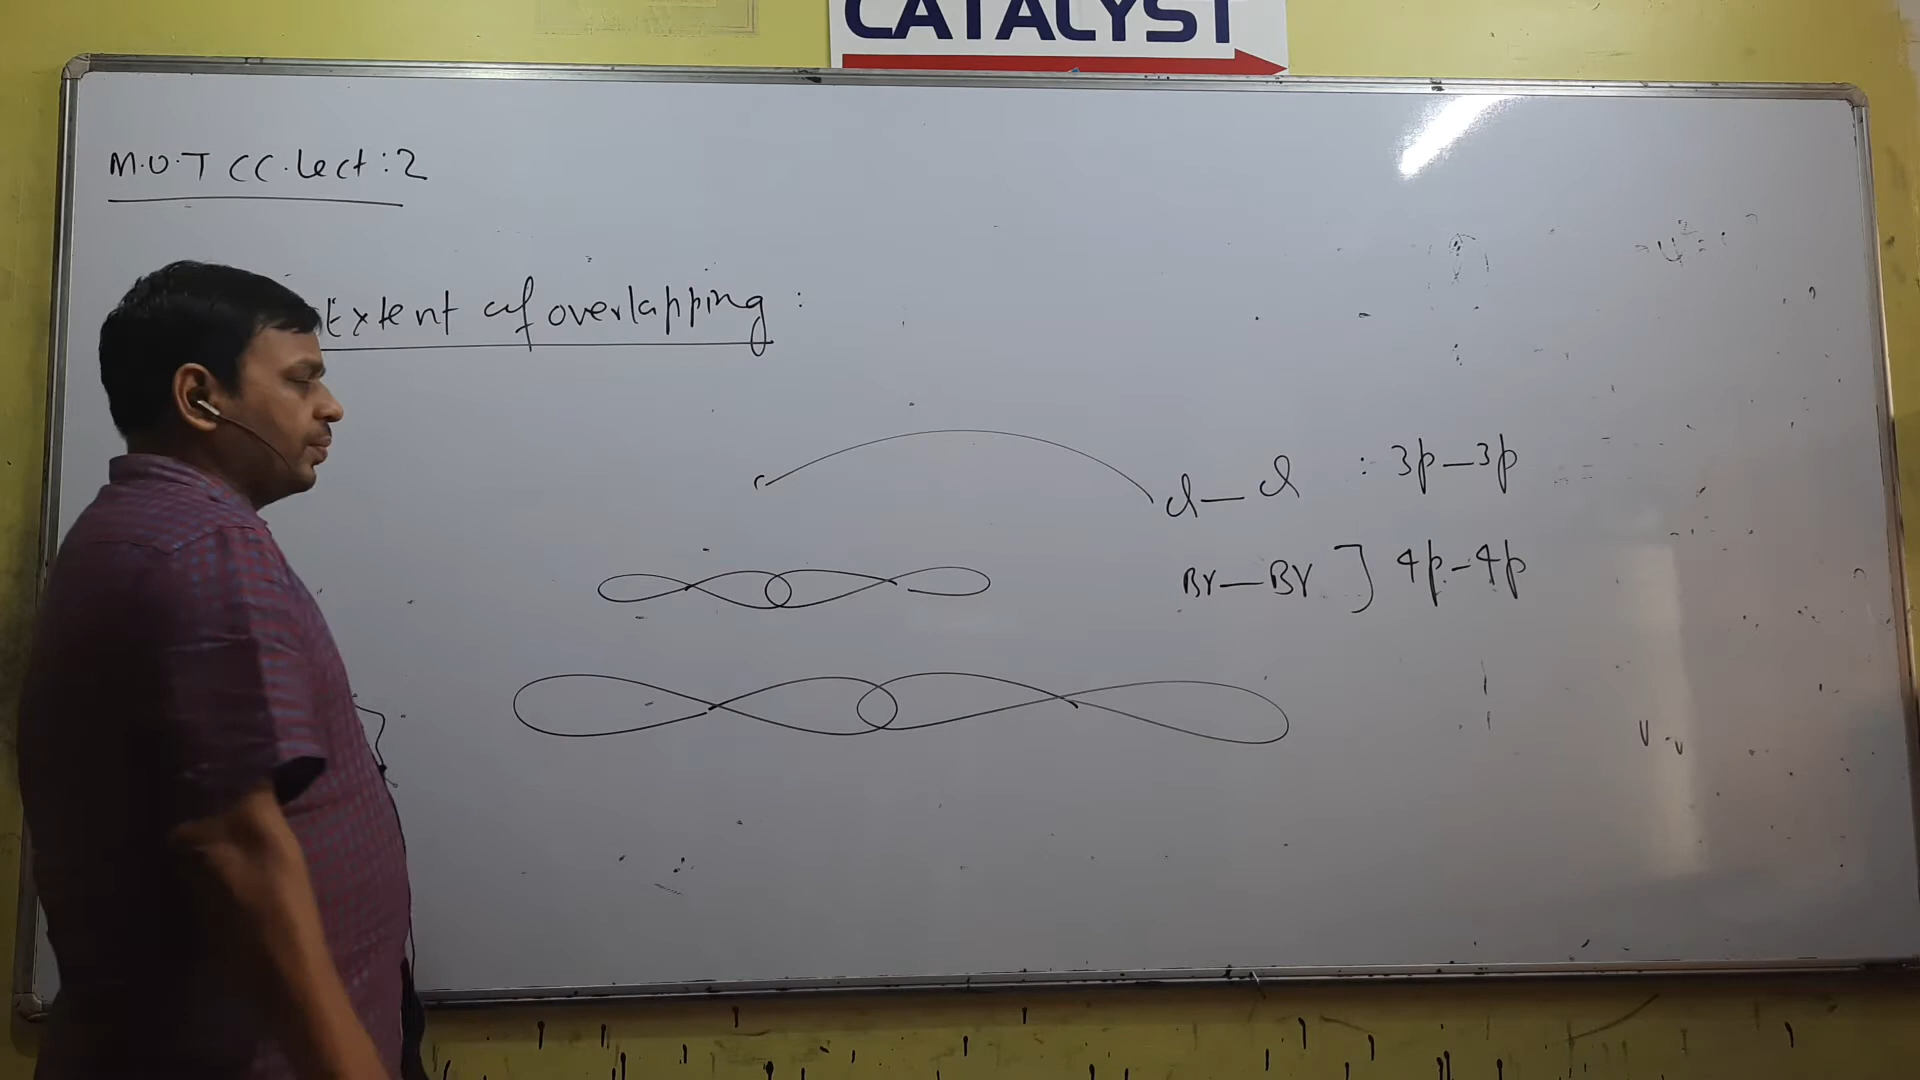 CATALYST
M.O.T CC. Lect : 2
Extent of overlapping :
Cl — Cl : 3p — 3p
Br — Br ] 4p - 4p